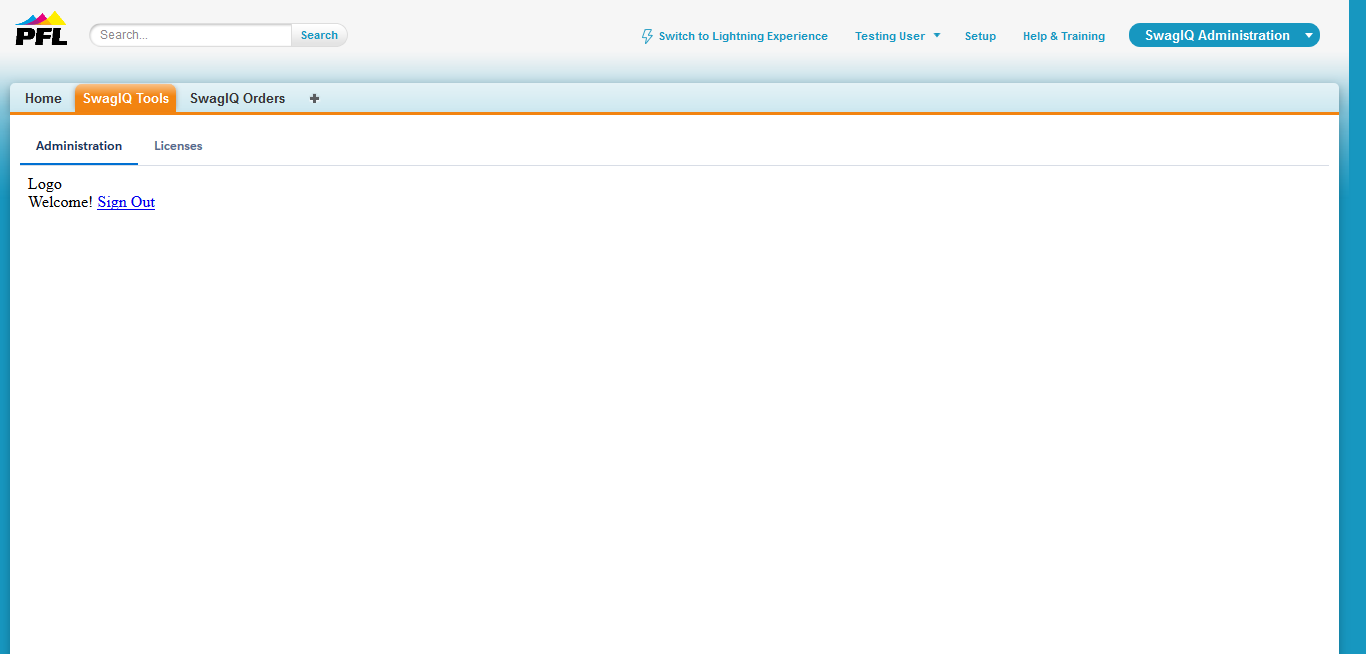 PFL
Search... Search
Switch to Lightning Experience Testing User Setup Help & Training SwagIQ Administration
Home SwagIQ Tools SwagIQ Orders +
Administration Licenses
Logo
Welcome! Sign Out